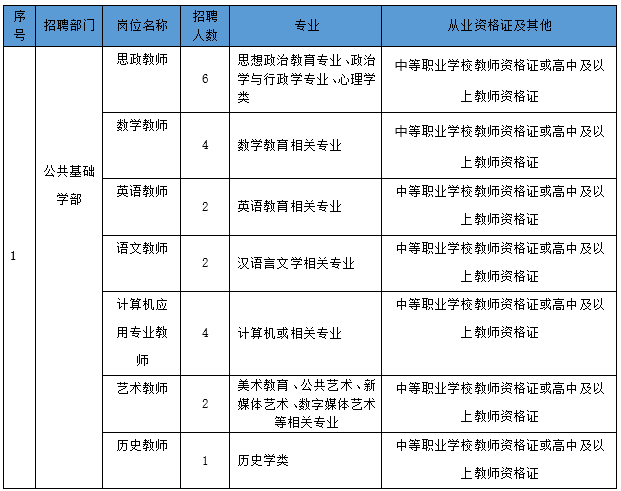 序号 招聘部门 岗位名称 招聘人数 专业 从业资格证及其他
1
公共基础
学部
思政教师
6
思想政治教育专业、政治
学与行政学专业、心理学
类
中等职业学校教师资格证或高中及以
上教师资格证
数学教师
4
数学教育相关专业
中等职业学校教师资格证或高中及以
上教师资格证
英语教师
2
英语教育相关专业
中等职业学校教师资格证或高中及以
上教师资格证
语文教师
2
汉语言文学相关专业
中等职业学校教师资格证或高中及以
上教师资格证
计算机应
用专业教
师
4
计算机或相关专业
中等职业学校教师资格证或高中及以
上教师资格证
艺术教师
2
美术教育、公共艺术、新
媒体艺术、数字媒体艺术
等相关专业
中等职业学校教师资格证或高中及以
上教师资格证
历史教师
1
历史学类
中等职业学校教师资格证或高中及以
上教师资格证